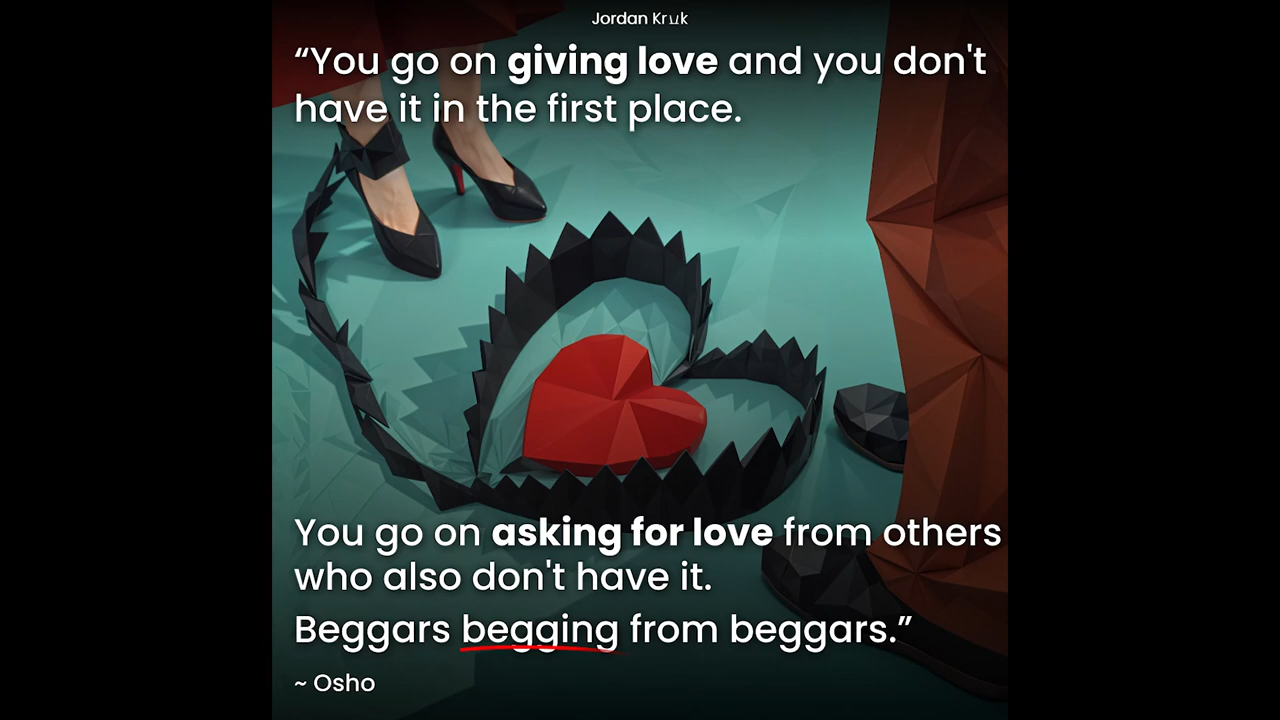 Jordan Kruk
“You go on giving love and you don't
have it in the first place.
You go on asking for love from others
who also don't have it.
Beggars begging from beggars.”
~ Osho